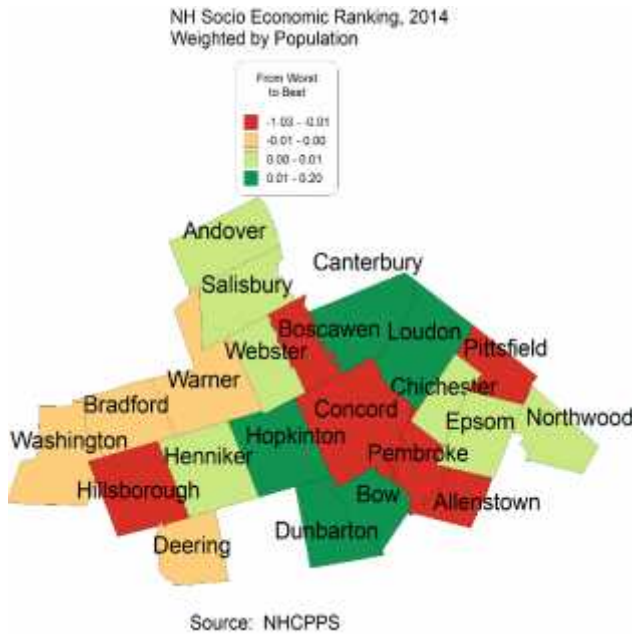 NH Socio Economic Ranking, 2014
Weighted by Population
From Worst
to Best
-1.03 - -0.01
-0.01 - 0.00
0.00 - 0.01
0.01 - 0.20
Andover
Canterbury
Salisbury
Boscawen
Loudon
Pittsfield
Webster
Warner
Chichester
Bradford
Concord
Epsom
Northwood
Washington
Hopkinton
Henniker
Pembroke
Hillsborough
Bow
Allenstown
Dunbarton
Deering
Source: NHCPPS